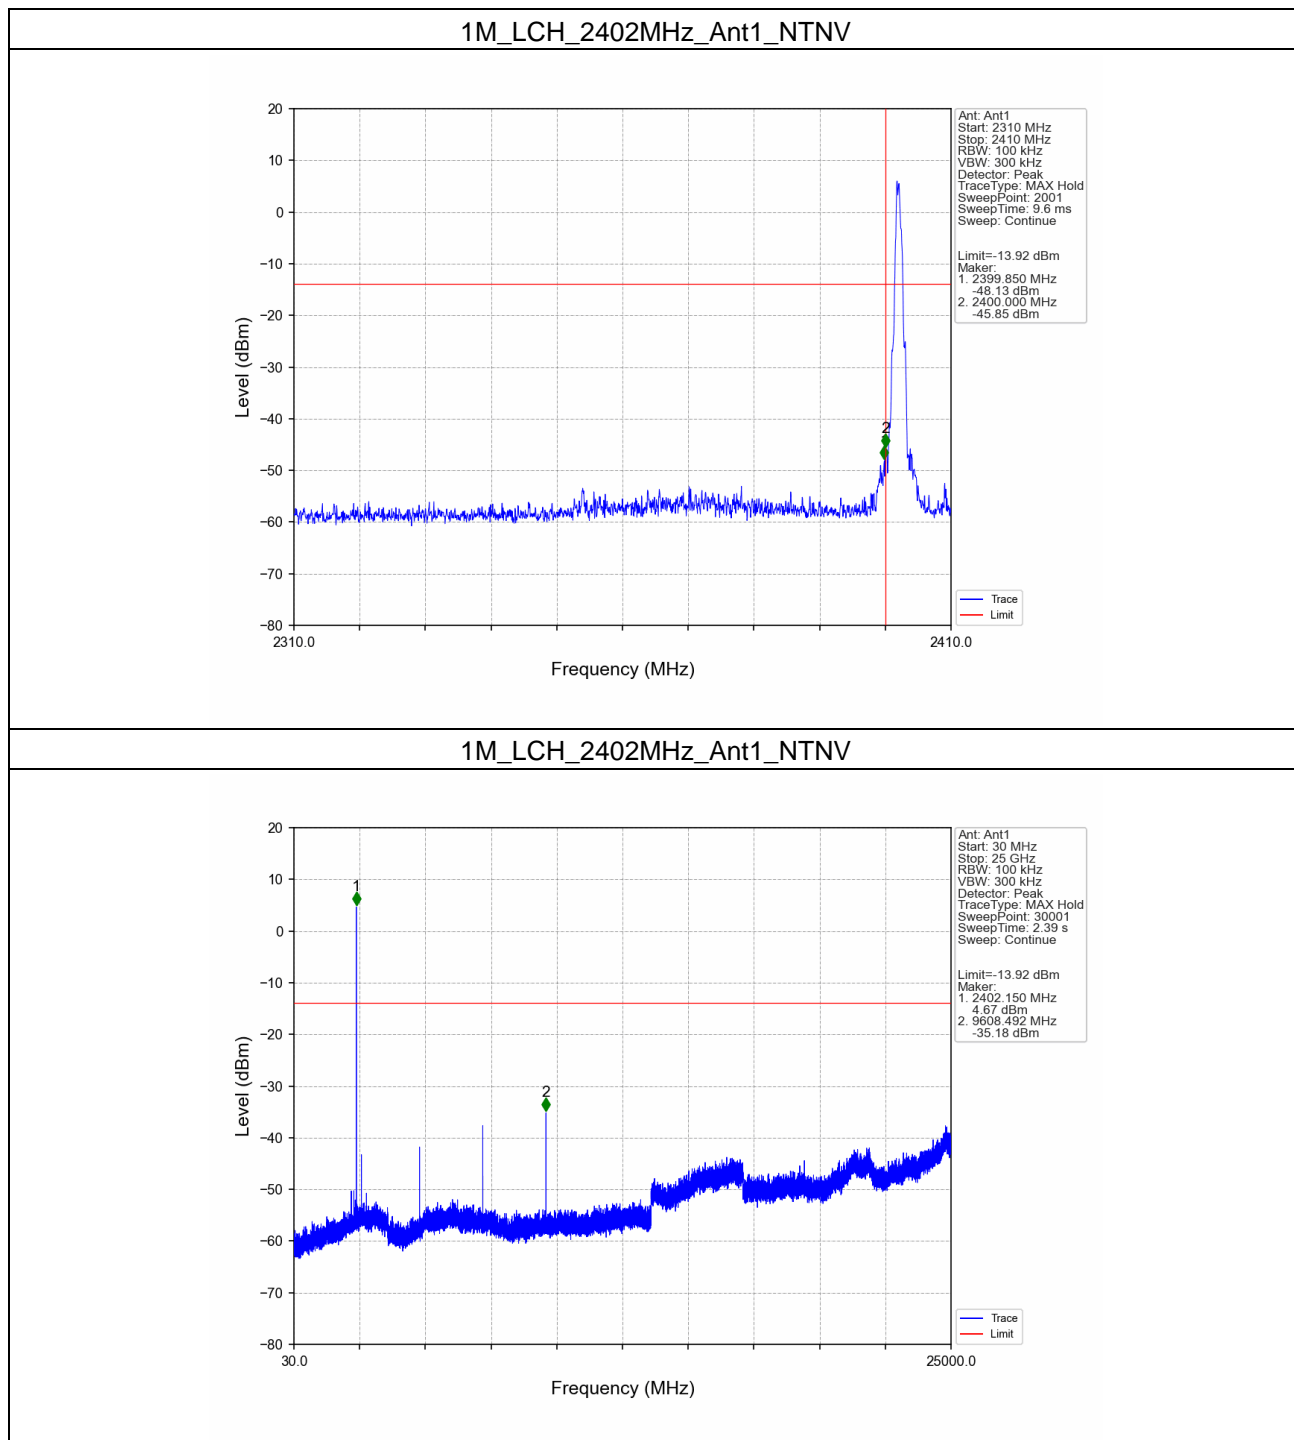 1M_LCH_2402MHz_Ant1_NTNV
20
10
0
−10
−20
−30
−40
−50
−60
−70
−80
Level (dBm)
2
2310.0
2410.0
Frequency (MHz)
Ant: Ant1
Start: 2310 MHz
Stop: 2410 MHz
RBW: 100 kHz
VBW: 300 kHz
Detector: Peak
TraceType: MAX Hold
SweepPoint: 2001
SweepTime: 9.6 ms
Sweep: Continue
Limit=-13.92 dBm
Maker:
1. 2399.850 MHz
-48.13 dBm
2. 2400.000 MHz
-45.85 dBm
Trace
Limit
1M_LCH_2402MHz_Ant1_NTNV
20
10
0
−10
−20
−30
−40
−50
−60
−70
−80
Level (dBm)
1
2
30.0
25000.0
Frequency (MHz)
Ant: Ant1
Start: 30 MHz
Stop: 25 GHz
RBW: 100 kHz
VBW: 300 kHz
Detector: Peak
TraceType: MAX Hold
SweepPoint: 30001
SweepTime: 2.39 s
Sweep: Continue
Limit=-13.92 dBm
Maker:
1. 2402.150 MHz
4.67 dBm
2. 9608.492 MHz
-35.18 dBm
Trace
Limit